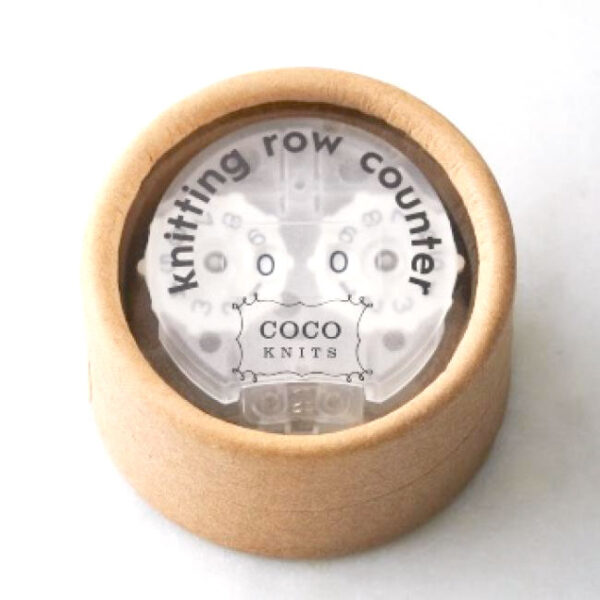 knitting row counter
0 0
COCO
KNITS